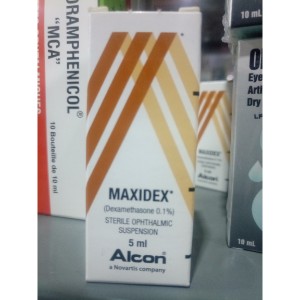 ORAMPHENICOL®
"MCA"
10 Bouteille de 10 ml
MAXIDEX*
(Dexamethasone 0.1%)
STERILE OPHTHALMIC
SUSPENSION
5 ml
Alcon®
a Novartis company
10 mL
Eye
Arti
Dry
10 mL